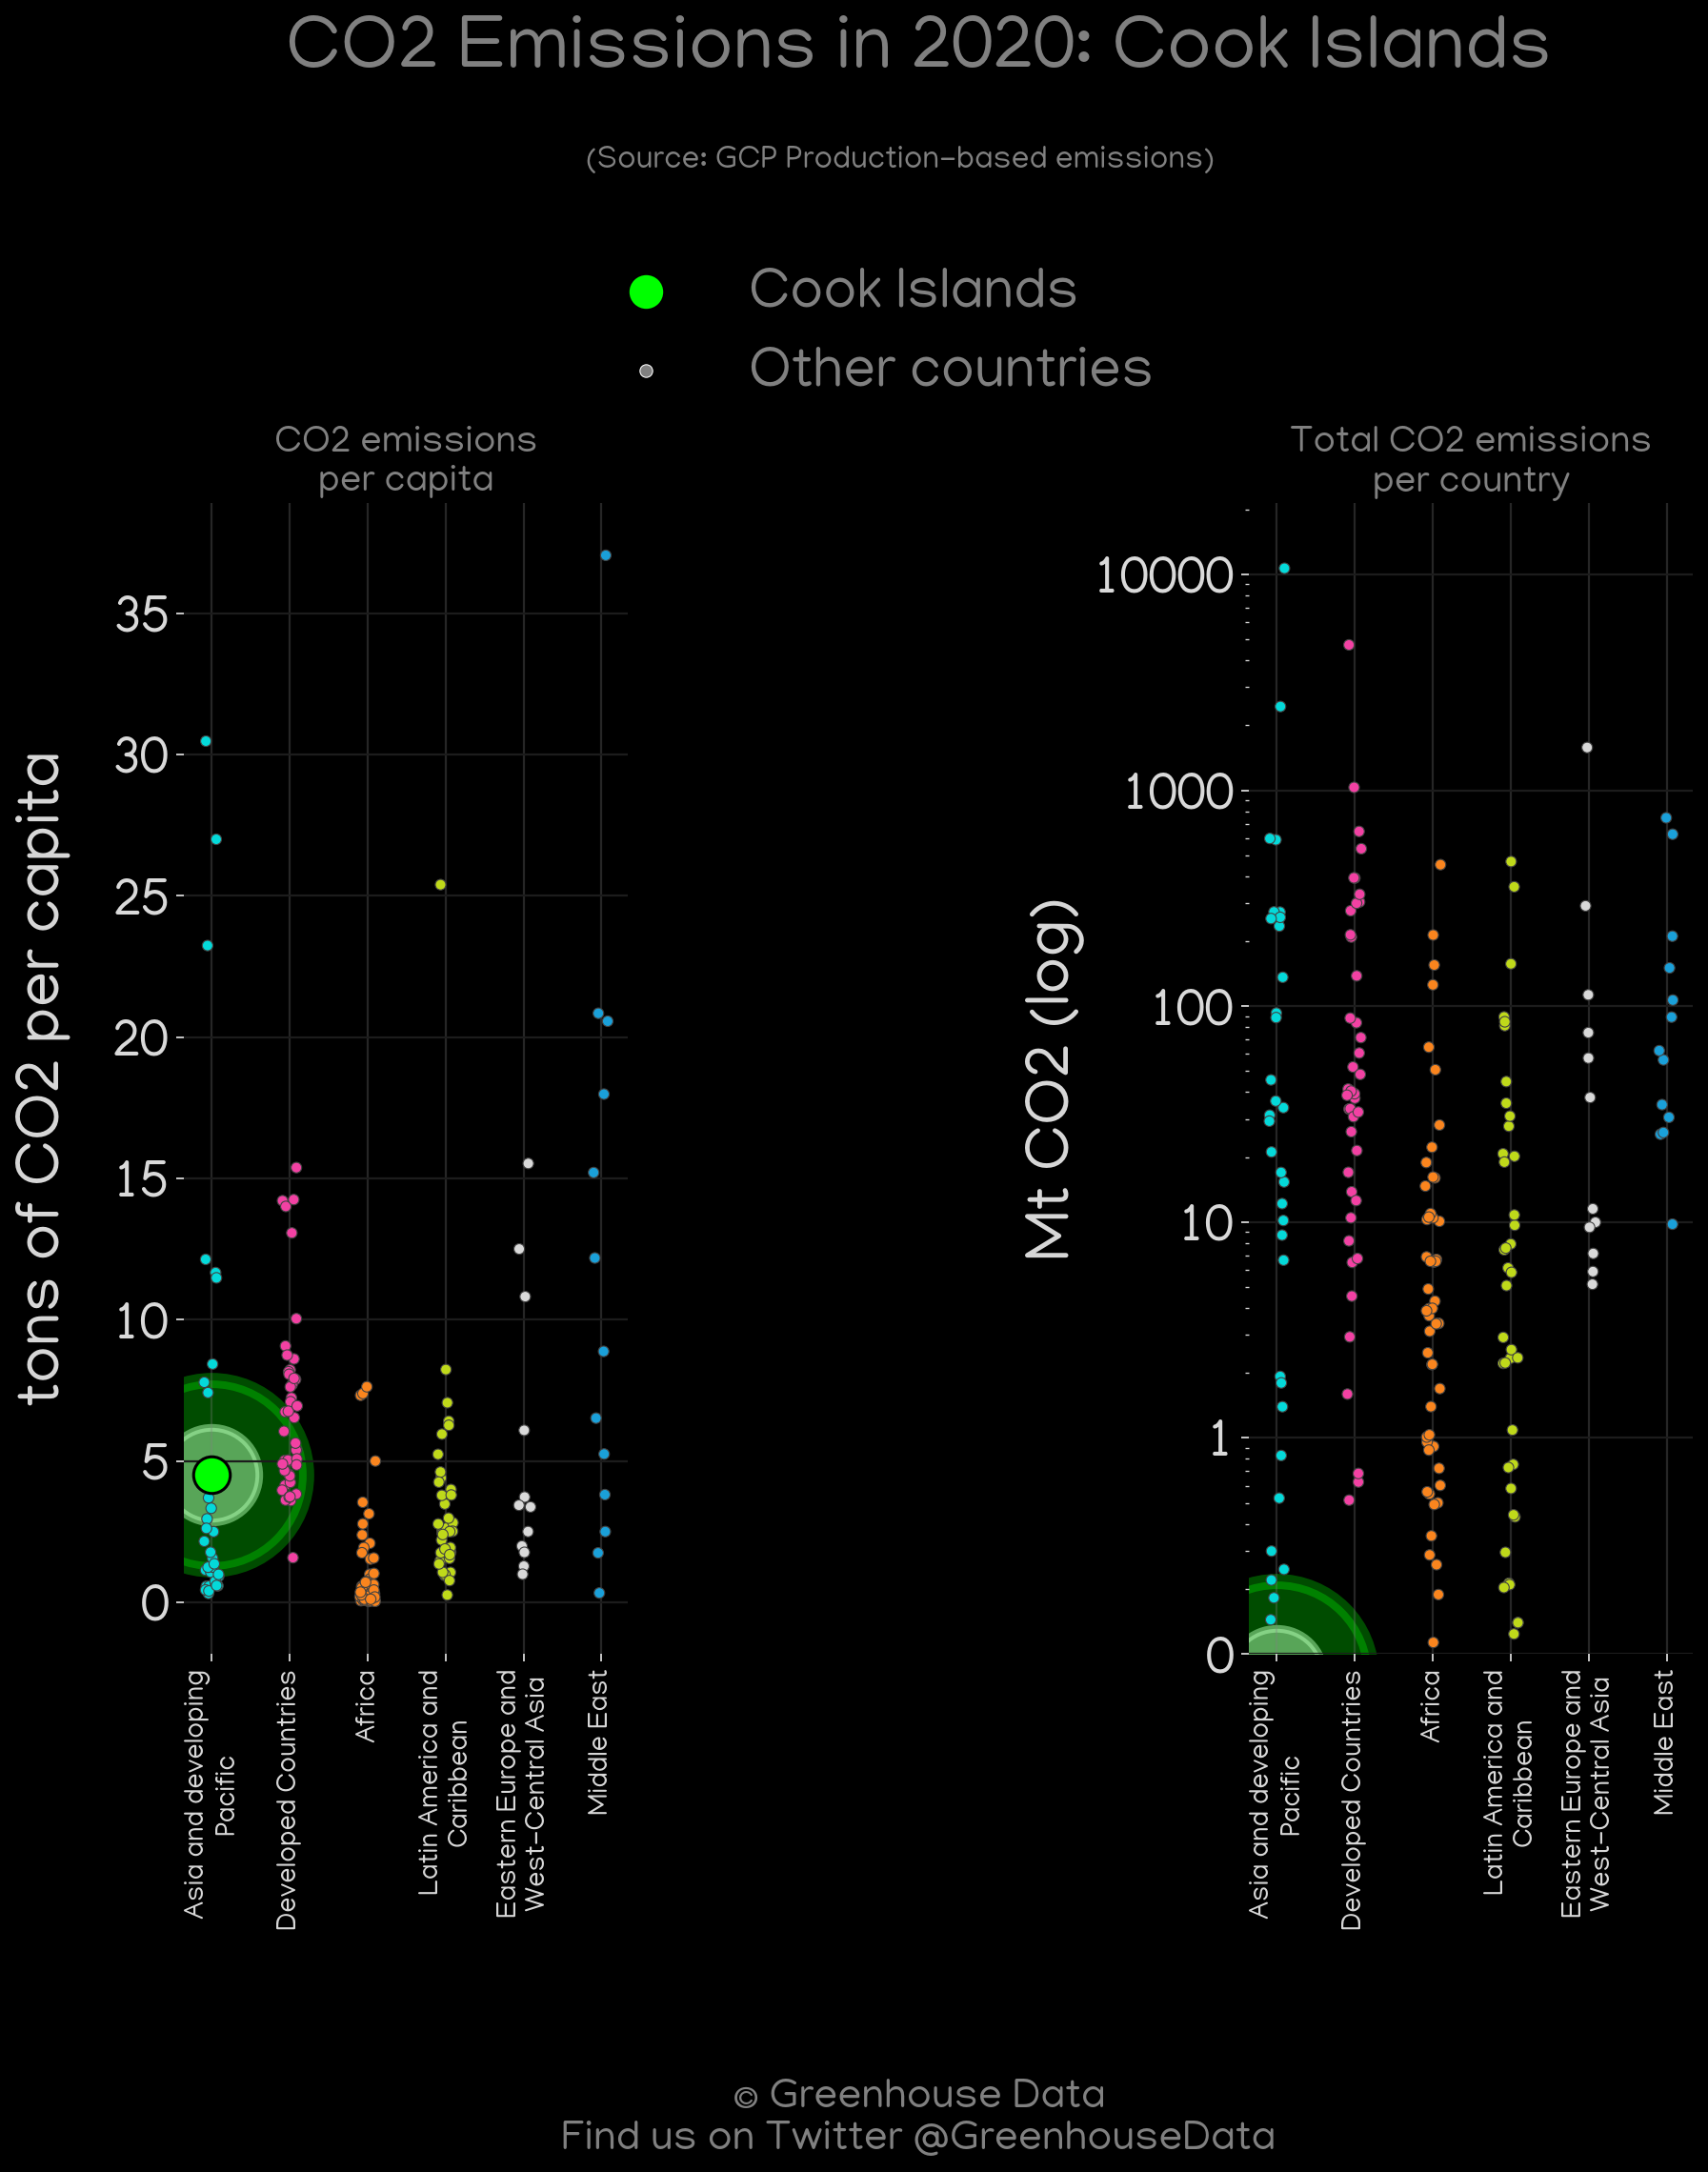 CO2 Emissions in 2020: Cook Islands
(Source: GCP Production-based emissions)
Cook Islands
Other countries
CO2 emissions
per capita
tons of CO2 per capita
35
30
25
20
15
10
5
0
Asia and developing
Pacific
Developed Countries
Africa
Latin America and
Caribbean
Eastern Europe and
West-Central Asia
Middle East
Total CO2 emissions
per country
Mt CO2 (log)
10000
1000
100
10
1
0
Asia and developing
Pacific
Developed Countries
Africa
Latin America and
Caribbean
Eastern Europe and
West-Central Asia
Middle East
© Greenhouse Data
Find us on Twitter @GreenhouseData